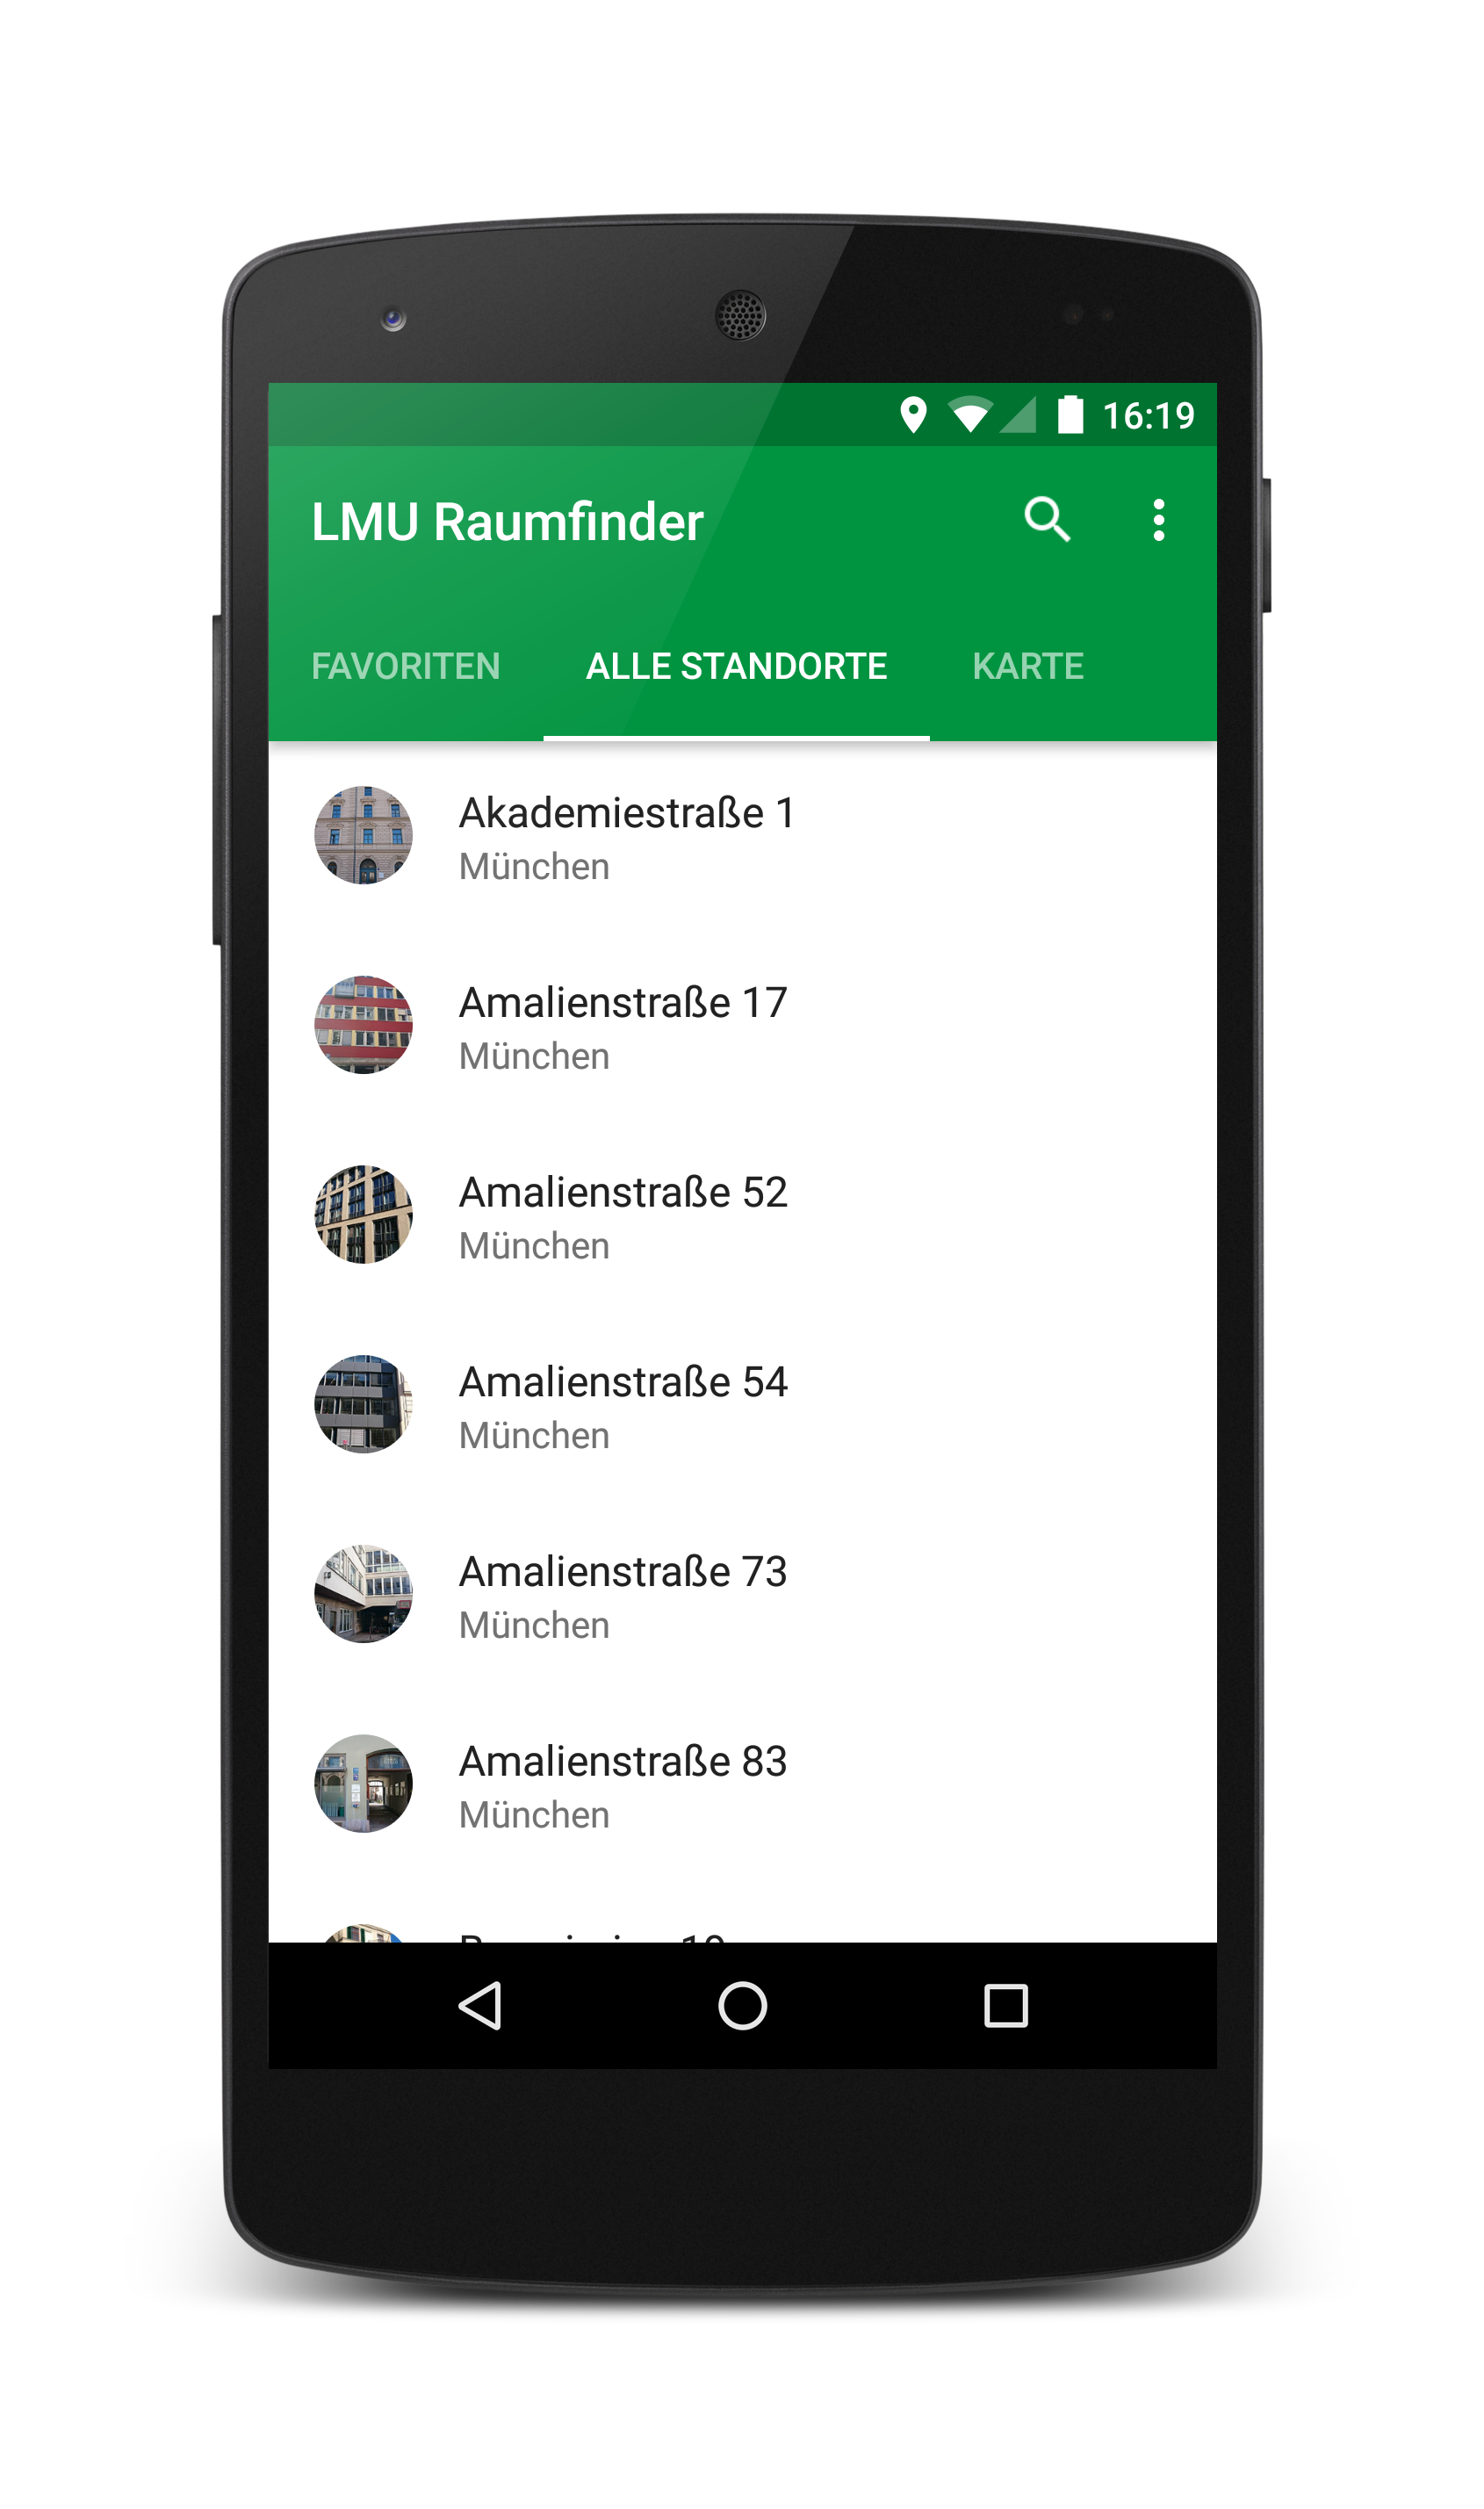 16:19
LMU Raumfinder
FAVORITEN ALLE STANDORTE KARTE
Akademiestraße 1
München
Amalienstraße 17
München
Amalienstraße 52
München
Amalienstraße 54
München
Amalienstraße 73
München
Amalienstraße 83
München